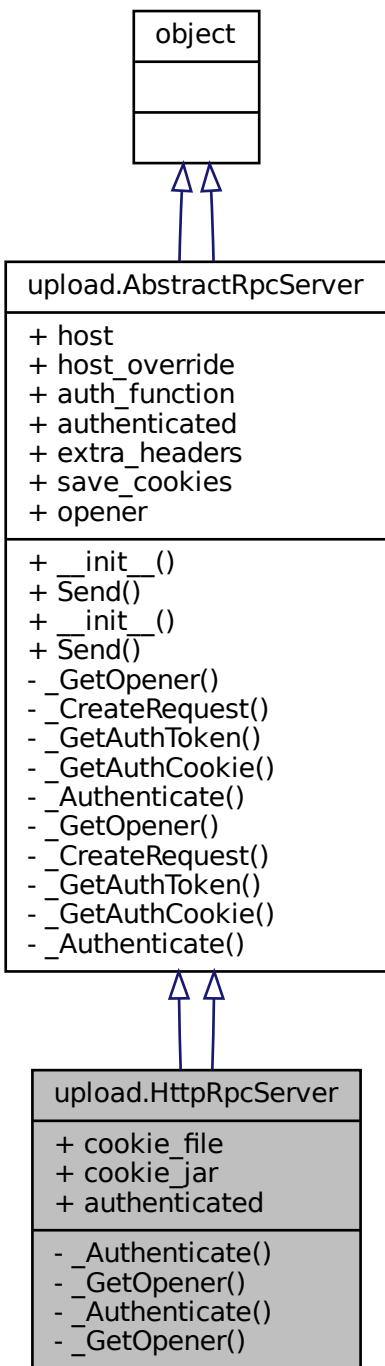 object
upload.AbstractRpcServer
+ host
+ host_override
+ auth_function
+ authenticated
+ extra_headers
+ save_cookies
+ opener
+ __init__()
+ Send()
+ __init__()
+ Send()
- _GetOpener()
- _CreateRequest()
- _GetAuthToken()
- _GetAuthCookie()
- _Authenticate()
- _GetOpener()
- _CreateRequest()
- _GetAuthToken()
- _GetAuthCookie()
- _Authenticate()
upload.HttpRpcServer
+ cookie_file
+ cookie_jar
+ authenticated
- _Authenticate()
- _GetOpener()
- _Authenticate()
- _GetOpener()